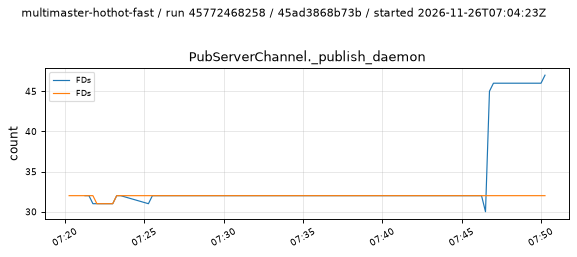 multimaster-hothot-fast / run 45772468258 / 45ad3868b73b / started 2026-11-26T07:04:23Z
PubServerChannel._publish_daemon
FDs
FDs
count
45
40
35
30
07:20
07:25
07:30
07:35
07:40
07:45
07:50